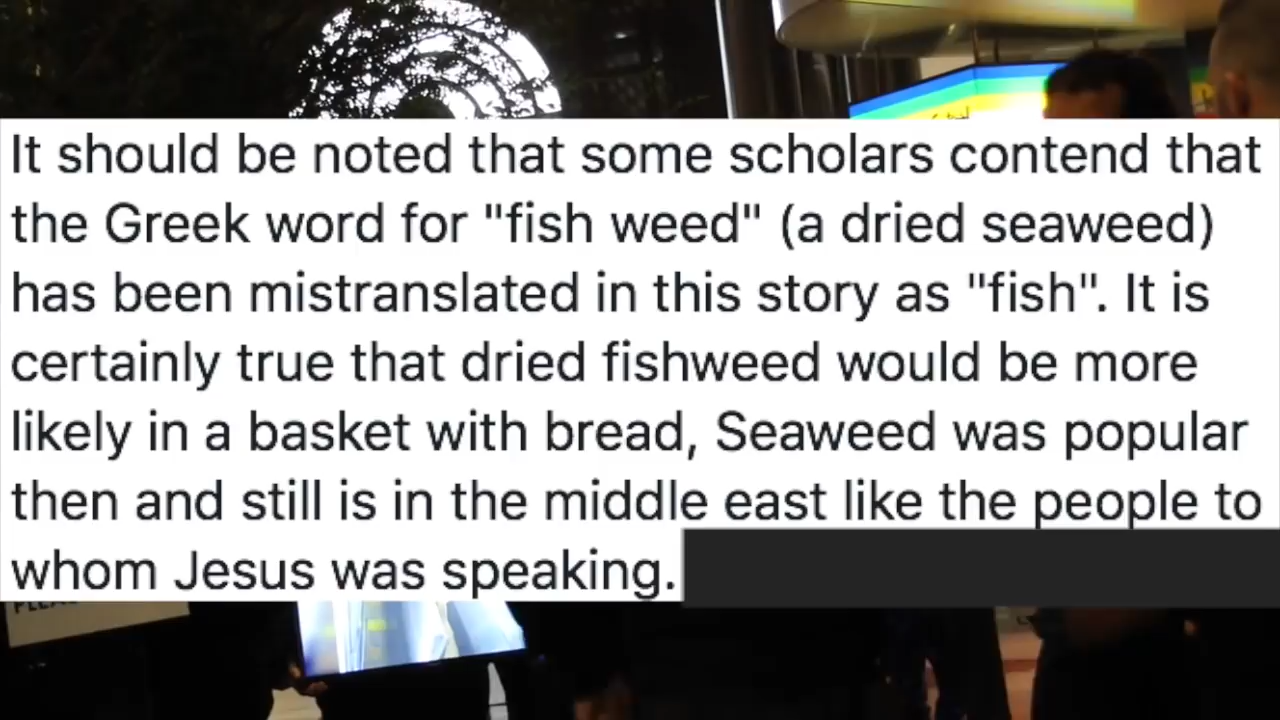 It should be noted that some scholars contend that
the Greek word for "fish weed" (a dried seaweed)
has been mistranslated in this story as "fish". It is
certainly true that dried fishweed would be more
likely in a basket with bread, Seaweed was popular
then and still is in the middle east like the people to
whom Jesus was speaking.